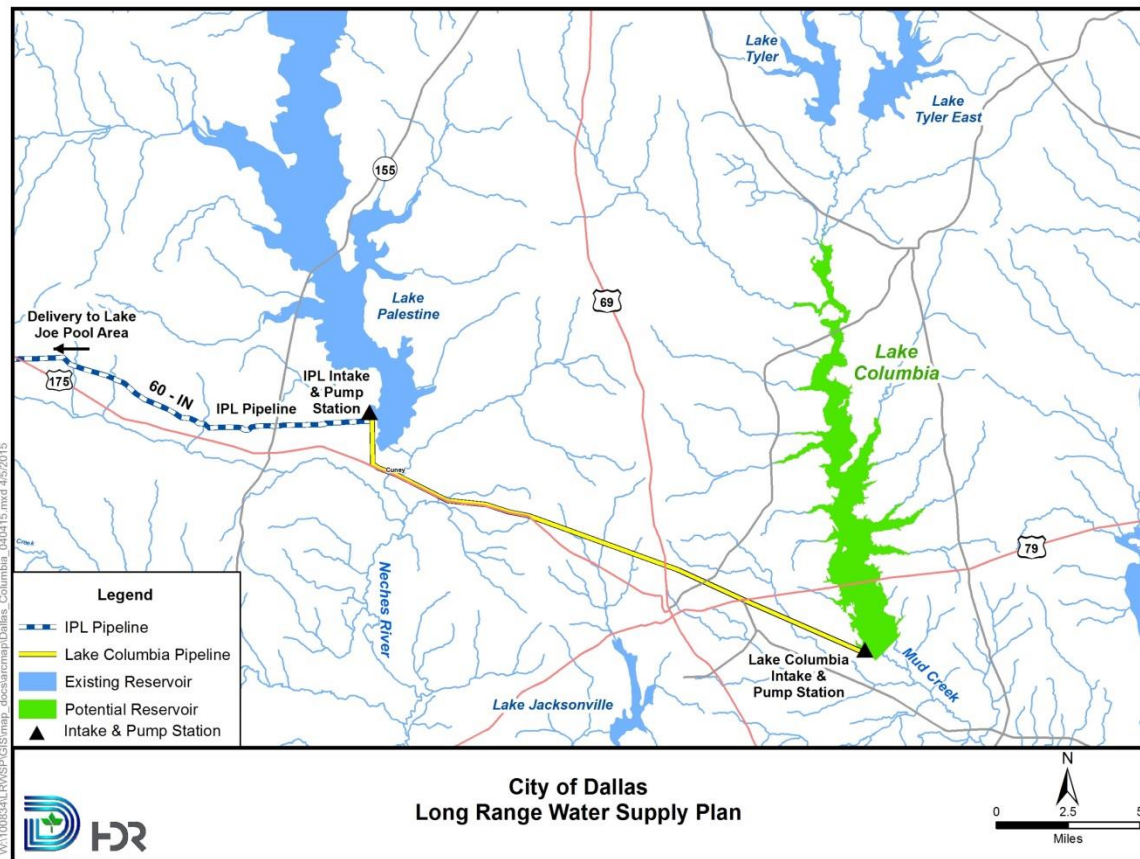 Lake
Tyler
Lake
Tyler East
155
Lake
Palestine
69
Delivery to Lake
Joe Pool Area
175
60 - IN
IPL Pipeline
IPL Intake
& Pump
Station
Cuney
Lake
Columbia
79
Neches River
Creek
Lake Columbia
Intake &
Pump Station
Mud Creek
Lake Jacksonville
Legend
IPL Pipeline
Lake Columbia Pipeline
Existing Reservoir
Potential Reservoir
Intake & Pump Station
City of Dallas
Long Range Water Supply Plan
HDR
N
0 2.5 5
Miles